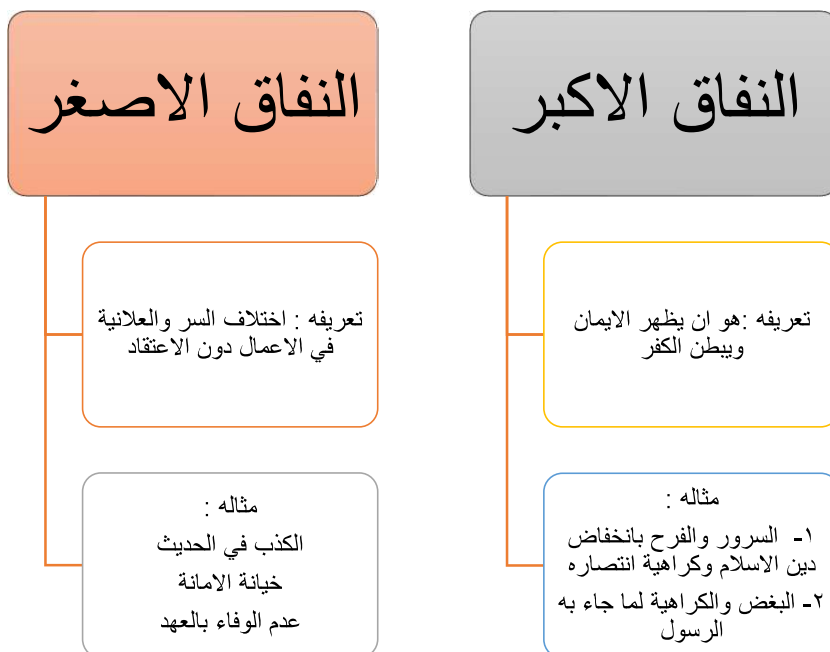 النفاق الاكبر
تعريفه :هو ان يظهر الايمان
ويبطن الكفر
مثاله :
١- السرور والفرح بانخفاض
دين الاسلام وكراهية انتصاره
٢- البغض والكراهية لما جاء به
الرسول
النفاق الاصغر
تعريفه : اختلاف السر والعلانية
في الاعمال دون الاعتقاد
مثاله :
الكذب في الحديث
خيانة الامانة
عدم الوفاء بالعهد